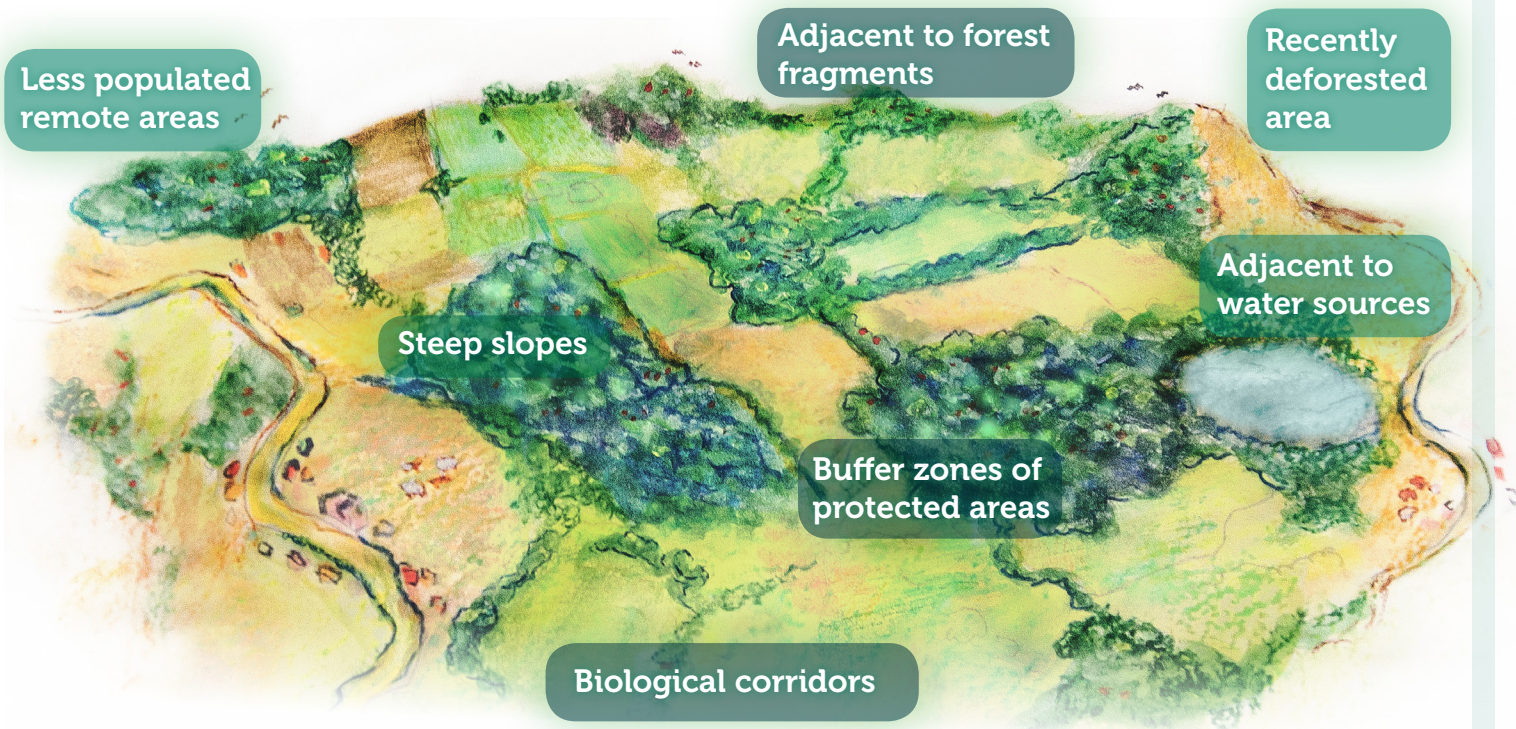 Less populated
remote areas
Adjacent to forest
fragments
Recently
deforested
area
Adjacent to
water sources
Steep slopes
Buffer zones of
protected areas
Biological corridors